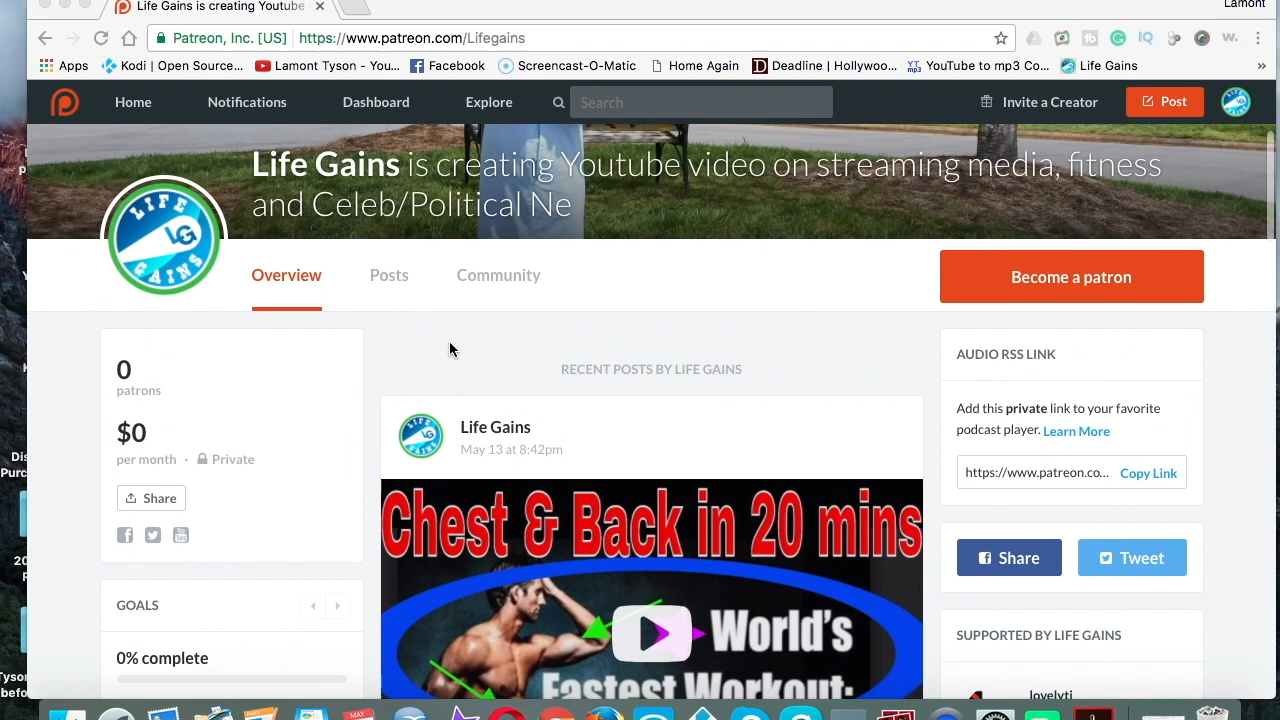 Life Gains is creating Youtube
Lamont
Patreon, Inc. [US] https://www.patreon.com/Lifegains
Apps Kodi | Open Source... Lamont Tyson - You... Facebook Screencast-O-Matic Home Again Deadline | Hollywoo... YouTube to mp3 Co... Life Gains »
Home Notifications Dashboard Explore Search Invite a Creator Post
Life Gains is creating Youtube video on streaming media, fitness
and Celeb/Political Ne
LIFE
LG
GAINS
Overview Posts Community Become a patron
0
patrons
$0
per month · Private
Share
GOALS
0% complete
RECENT POSTS BY LIFE GAINS
Life Gains
May 13 at 8:42pm
Chest & Back in 20 mins
World's
Fastest Workout:
AUDIO RSS LINK
Add this private link to your favorite
podcast player. Learn More
https://www.patreon.co... Copy Link
Share Tweet
SUPPORTED BY LIFE GAINS
lovelyti